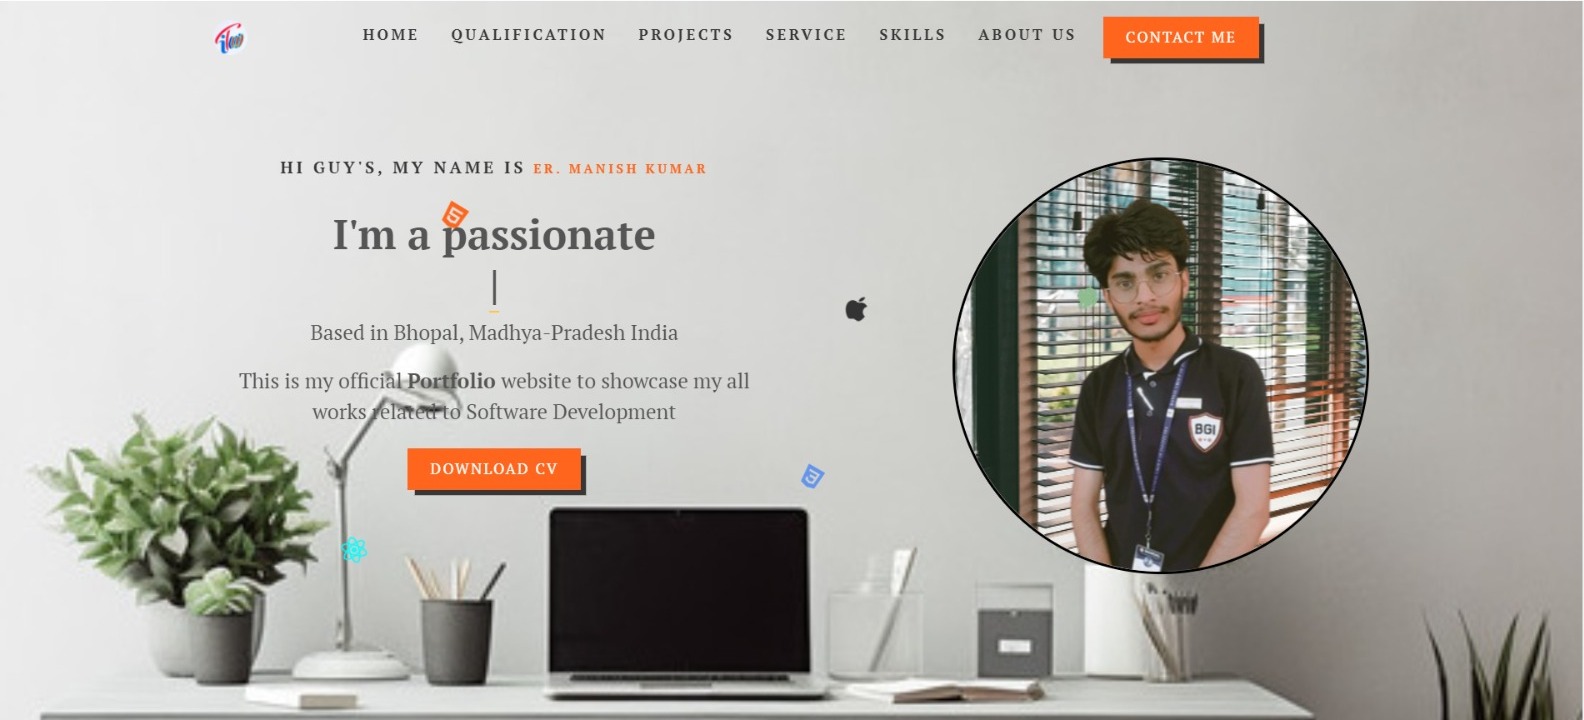 HOME QUALIFICATION PROJECTS SERVICE SKILLS ABOUT US CONTACT ME
HI GUY'S, MY NAME IS ER. MANISH KUMAR
I'm a passionate
Based in Bhopal, Madhya-Pradesh India
This is my official Portfolio website to showcase my all
works related to Software Development
DOWNLOAD CV
BGI